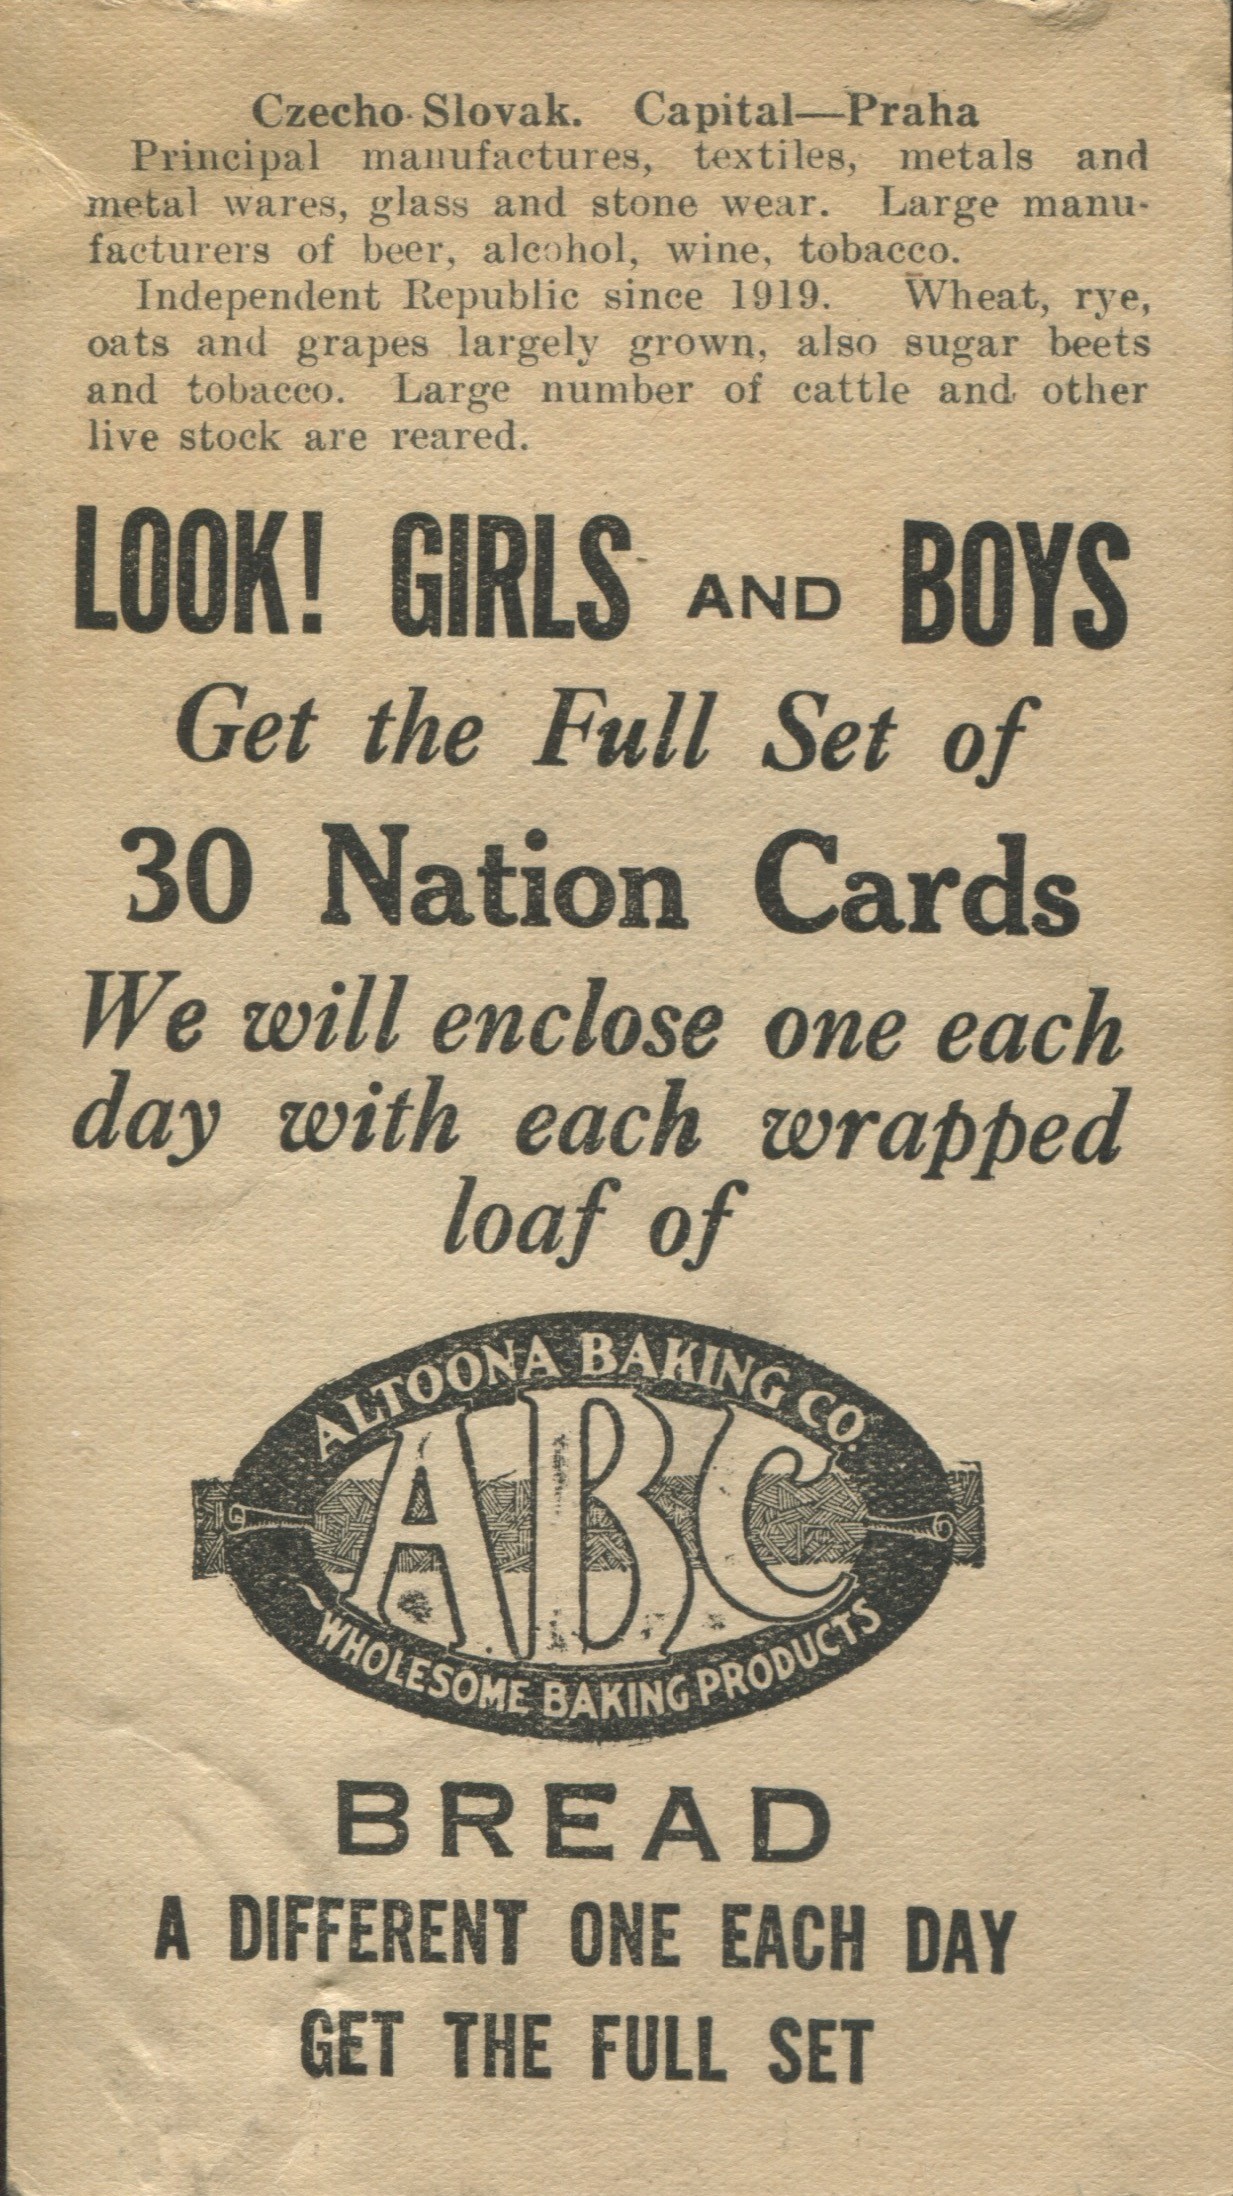 Czecho-Slovak. Capital—Praha
Principal manufactures, textiles, metals and
metal wares, glass and stone wear. Large manu-
facturers of beer, alcohol, wine, tobacco.
Independent Republic since 1919. Wheat, rye,
oats and grapes largely grown, also sugar beets
and tobacco. Large number of cattle and other
live stock are reared.
LOOK! GIRLS AND BOYS
Get the Full Set of
30 Nation Cards
We will enclose one each
day with each wrapped
loaf of
ALTOONA BAKING CO.
ABC
WHOLESOME BAKING PRODUCTS
BREAD
A DIFFERENT ONE EACH DAY
GET THE FULL SET